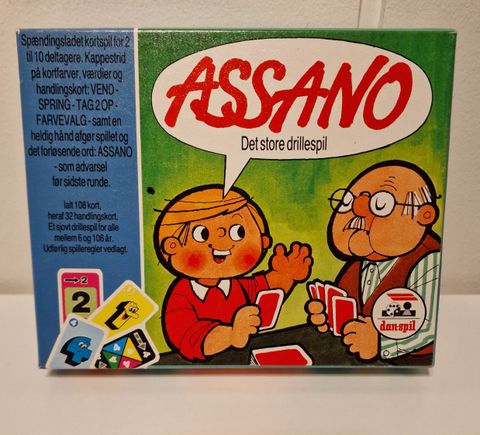 Spændingsladet kortspil for 2
til 10 deltagere. Kappestrid
på kortfarver, værdier og
handlingskort: VEND -
SPRING - TAG 2 OP -
FARVEVALG - samt en
heldig hånd afgør spillet og
det forløsende ord: ASSANO
- som advarsel
før sidste runde.
Ialt 108 kort,
heraf 32 handlingskort.
Et sjovt drillespil for alle
mellem 6 og 106 år.
Udførlig spilleregler vedlagt.
ASSANO
Det store drillespil
2
2
4
dan-spil